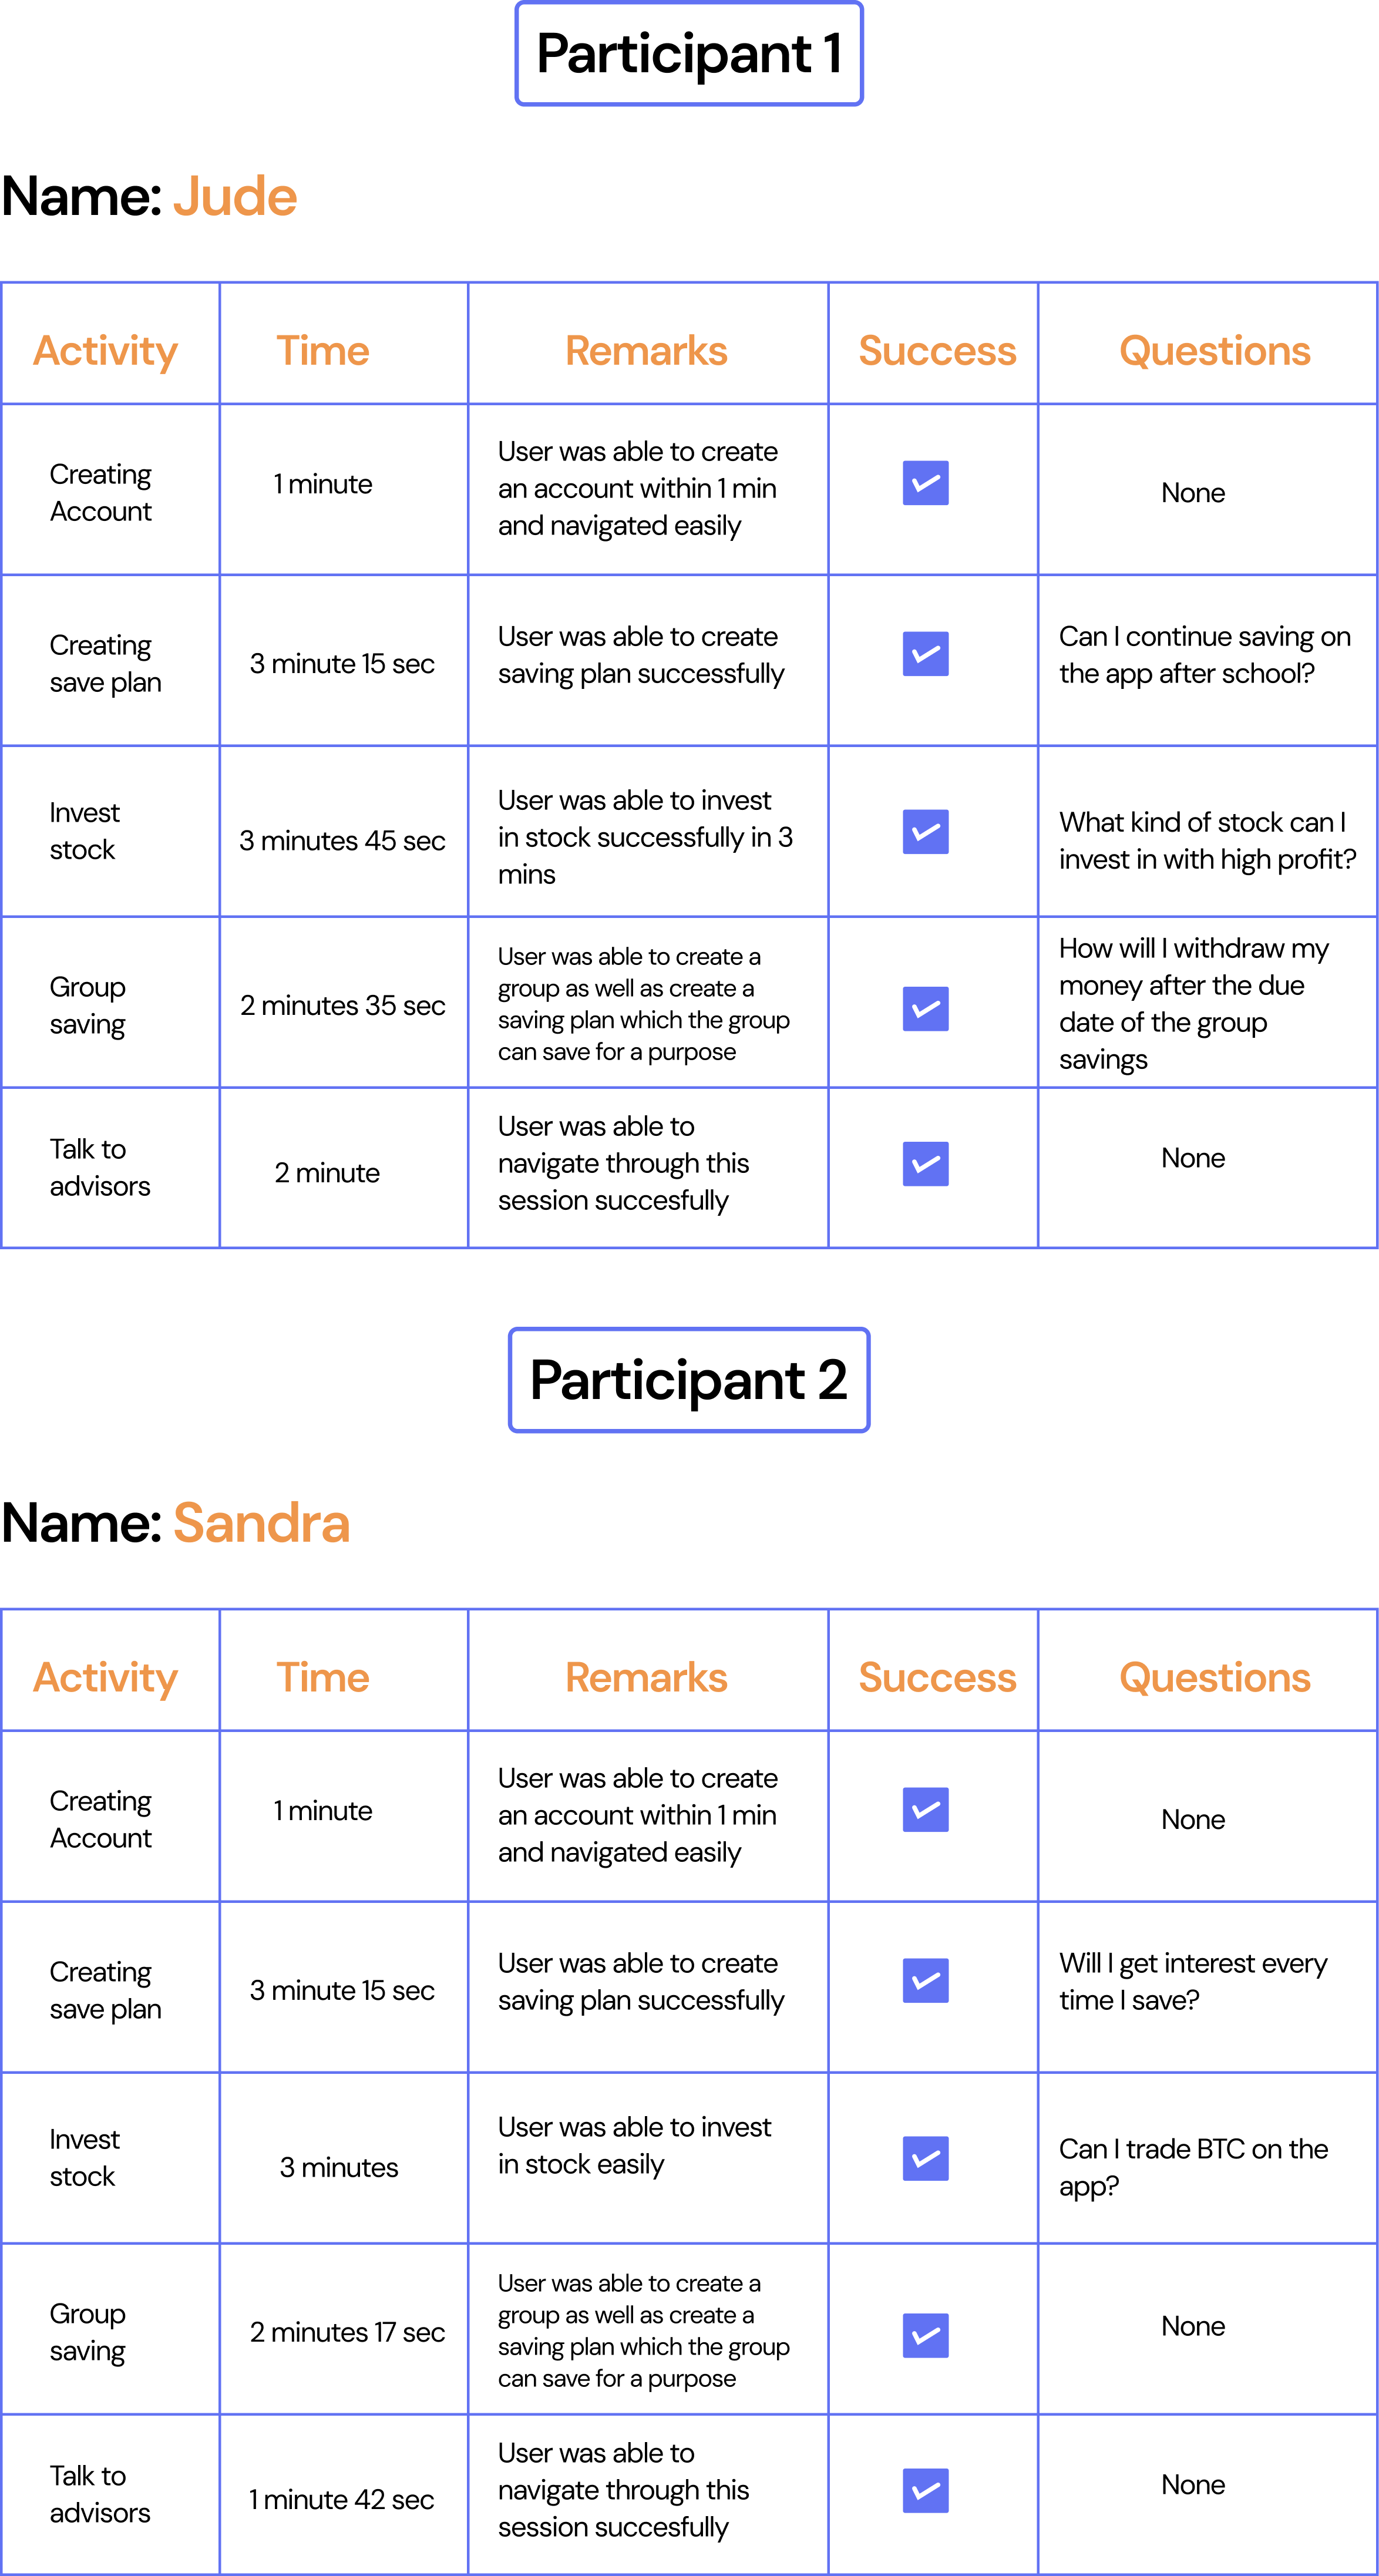 Participant 1
Name: Jude
Activity Time Remarks Success Questions
Creating
Account
1 minute
User was able to create
an account within 1 min
and navigated easily
None
Creating
save plan
3 minute 15 sec
User was able to create
saving plan successfully
Can I continue saving on
the app after school?
Invest
stock
3 minutes 45 sec
User was able to invest
in stock successfully in 3
mins
What kind of stock can I
invest in with high profit?
Group
saving
2 minutes 35 sec
User was able to create a
group as well as create a
saving plan which the group
can save for a purpose
How will I withdraw my
money after the due
date of the group
savings
Talk to
advisors
2 minute
User was able to
navigate through this
session succesfully
None
Participant 2
Name: Sandra
Activity Time Remarks Success Questions
Creating
Account
1 minute
User was able to create
an account within 1 min
and navigated easily
None
Creating
save plan
3 minute 15 sec
User was able to create
saving plan successfully
Will I get interest every
time I save?
Invest
stock
3 minutes
User was able to invest
in stock easily
Can I trade BTC on the
app?
Group
saving
2 minutes 17 sec
User was able to create a
group as well as create a
saving plan which the group
can save for a purpose
None
Talk to
advisors
1 minute 42 sec
User was able to
navigate through this
session succesfully
None